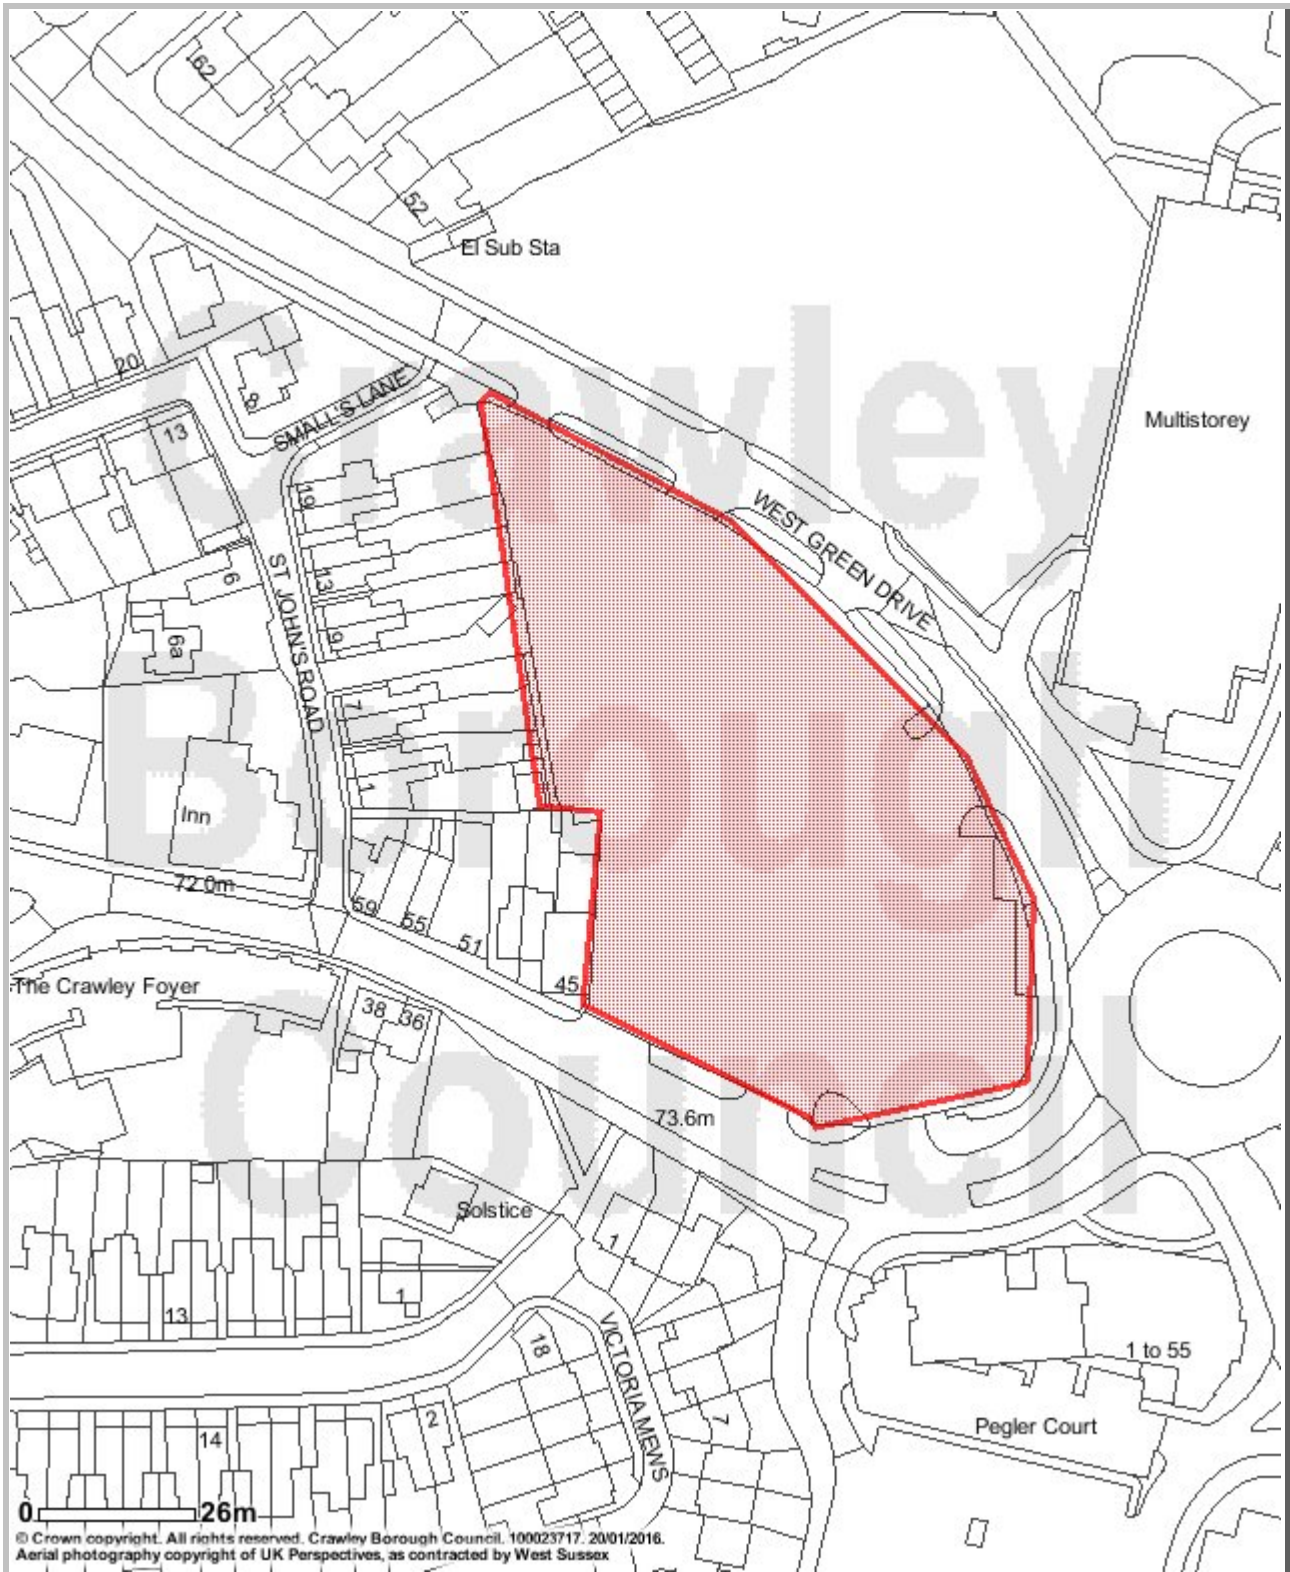 62
52
El Sub Sta
20
8
SMALL'S LANE
Multistorey
13
19
WEST GREEN DRIVE
ST JOHN'S ROAD
6
13
6a
9
7
1
Inn
72.0m
59
55
51
45
The Crawley Foyer
38
36
73.6m
Solstice
1
1
13
VICTORIA MEWS
18
1 to 55
2
7
Pegler Court
14
0
26m
© Crown copyright. All rights reserved. Crawley Borough Council. 100023717. 20/01/2016.
Aerial photography copyright of UK Perspectives, as contracted by West Sussex
Crawley
Borough
Council